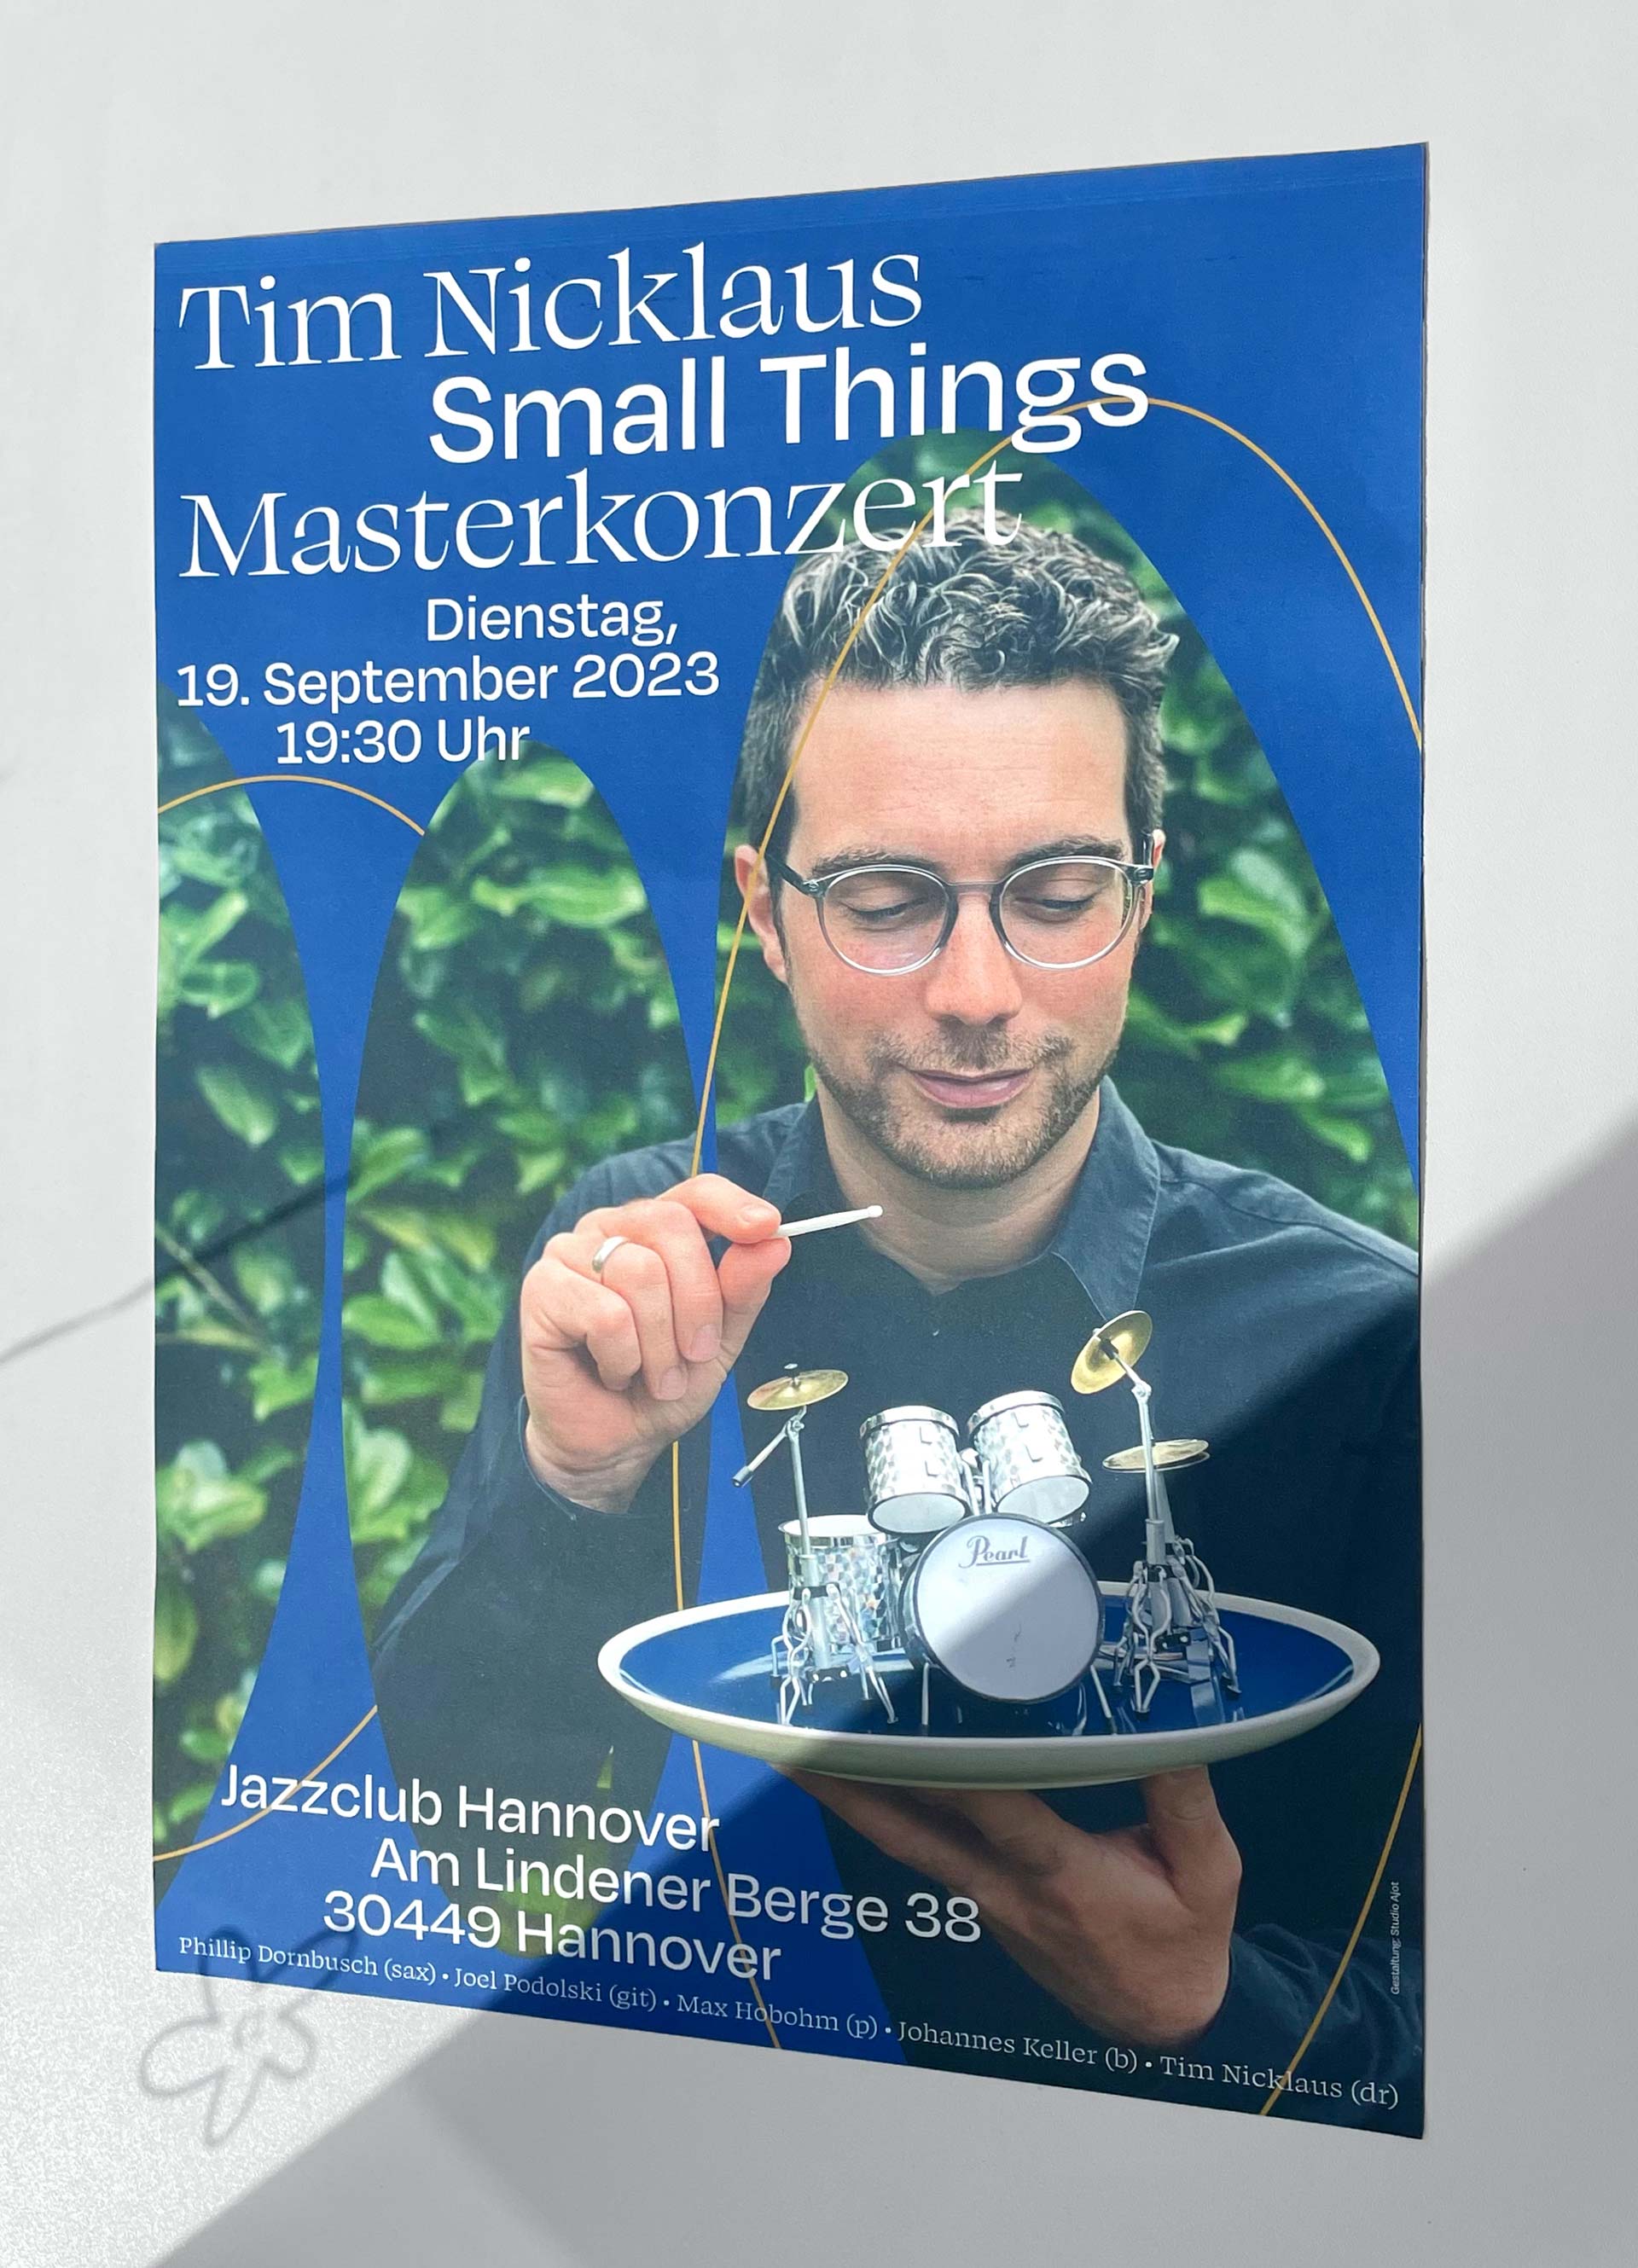 Tim Nicklaus
Small Things
Masterkonzert
Dienstag,
19. September 2023
19:30 Uhr
Pearl
Jazzclub Hannover
Am Lindener Berge 38
30449 Hannover
Phillip Dornbusch (sax) • Joel Podolski (git) • Max Hobohm (p) • Johannes Keller (b) • Tim Nicklaus (dr)
Gestaltung: Studio Ajot